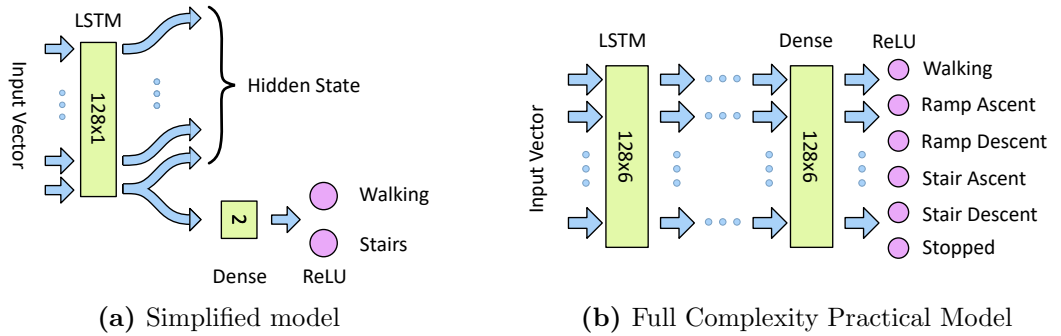 LSTM
Input Vector
128x1
Hidden State
2
Walking
Stairs
Dense
ReLU
(a) Simplified model
LSTM
Dense
ReLU
Input Vector
128x6
128x6
Walking
Ramp Ascent
Ramp Descent
Stair Ascent
Stair Descent
Stopped
(b) Full Complexity Practical Model